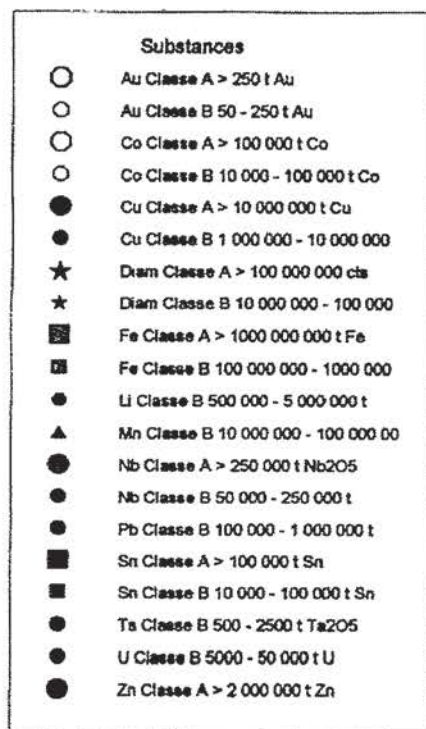 Substances
Au Classe A > 250 t Au
Au Classe B 50 - 250 t Au
Co Classe A > 100 000 t Co
Co Classe B 10 000 - 100 000 t Co
Cu Classe A > 10 000 000 t Cu
Cu Classe B 1 000 000 - 10 000 000
Diam Classe A > 100 000 000 cts
Diam Classe B 10 000 000 - 100 000
Fe Classe A > 1000 000 000 t Fe
Fe Classe B 100 000 000 - 1000 000
Li Classe B 500 000 - 5 000 000 t
Mn Classe B 10 000 000 - 100 000 00
Nb Classe A > 250 000 t Nb2O5
Nb Classe B 50 000 - 250 000 t
Pb Classe B 100 000 - 1 000 000 t
Sn Classe A > 100 000 t Sn
Sn Classe B 10 000 - 100 000 t Sn
Ta Classe B 500 - 2500 t Ta2O5
U Classe B 5000 - 50 000 t U
Zn Classe A > 2 000 000 t Zn